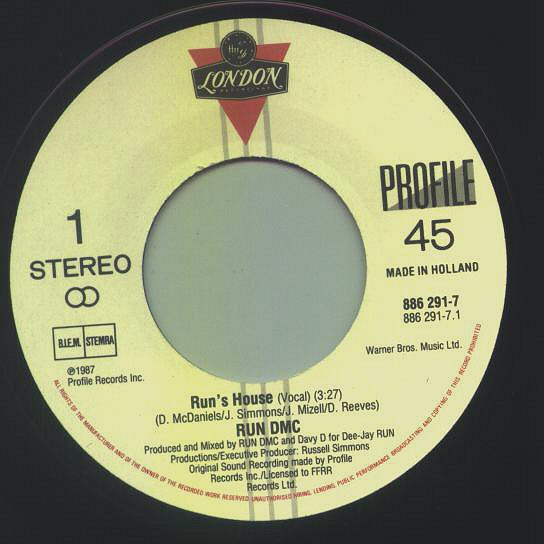 LONDON
RECORDINGS
PROFILE
1
45
STEREO
MADE IN HOLLAND
886 291-7
886 291-7.1
B.I.E.M. STEMRA
Warner Bros. Music Ltd.
℗1987
Profile Records Inc.
Run's House (Vocal) (3:27)
(D. McDaniels/J. Simmons/J. Mizell/D. Reeves)
RUN DMC
Produced and Mixed by RUN DMC and Davy D for Dee-Jay RUN
Productions/Executive Producer: Russell Simmons
Original Sound Recording made by Profile
Records Inc./Licensed to FFRR
Records Ltd.
ALL RIGHTS OF THE MANUFACTURER AND OF THE OWNER OF THE RECORDED WORK RESERVED. UNAUTHORISED HIRING, LENDING, PUBLIC PERFORMANCE, BROADCASTING AND COPYING OF THIS RECORD PROHIBITED